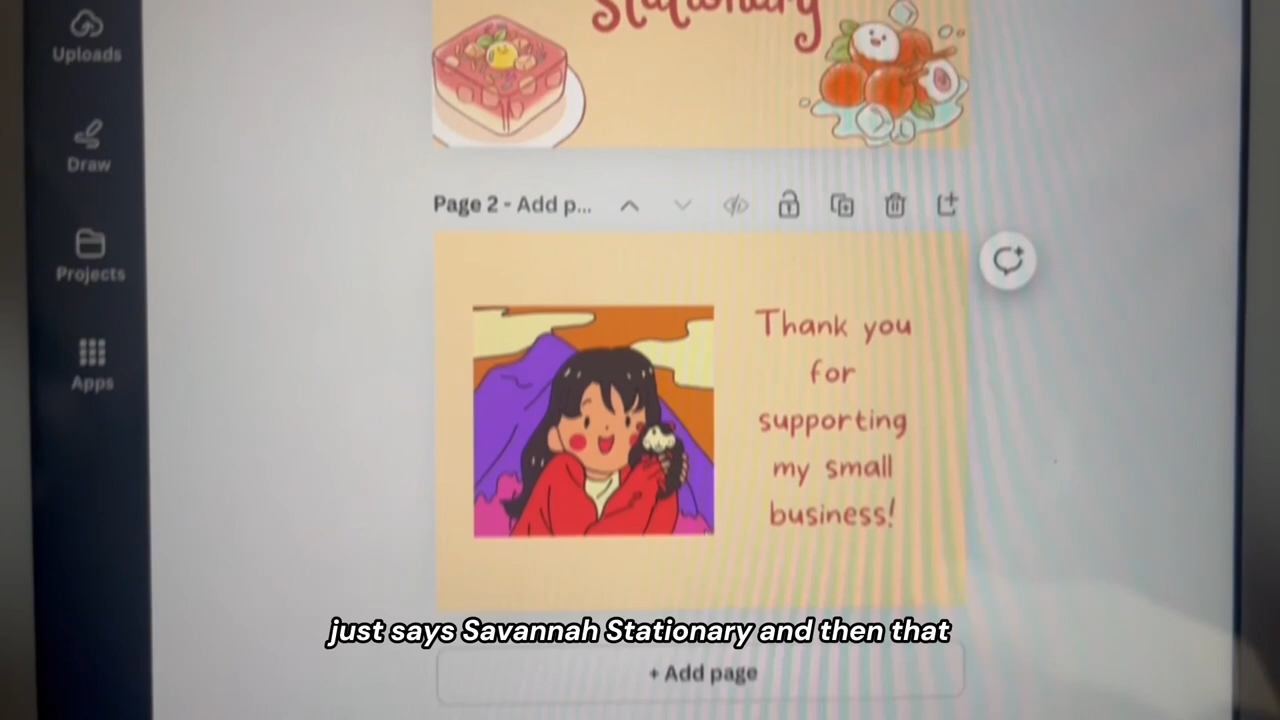 Uploads
Stationary
Draw
Page 2 - Add p...
Projects
Apps
Thank you
for
supporting
my small
business!
just says Savannah Stationary and then that
+ Add page